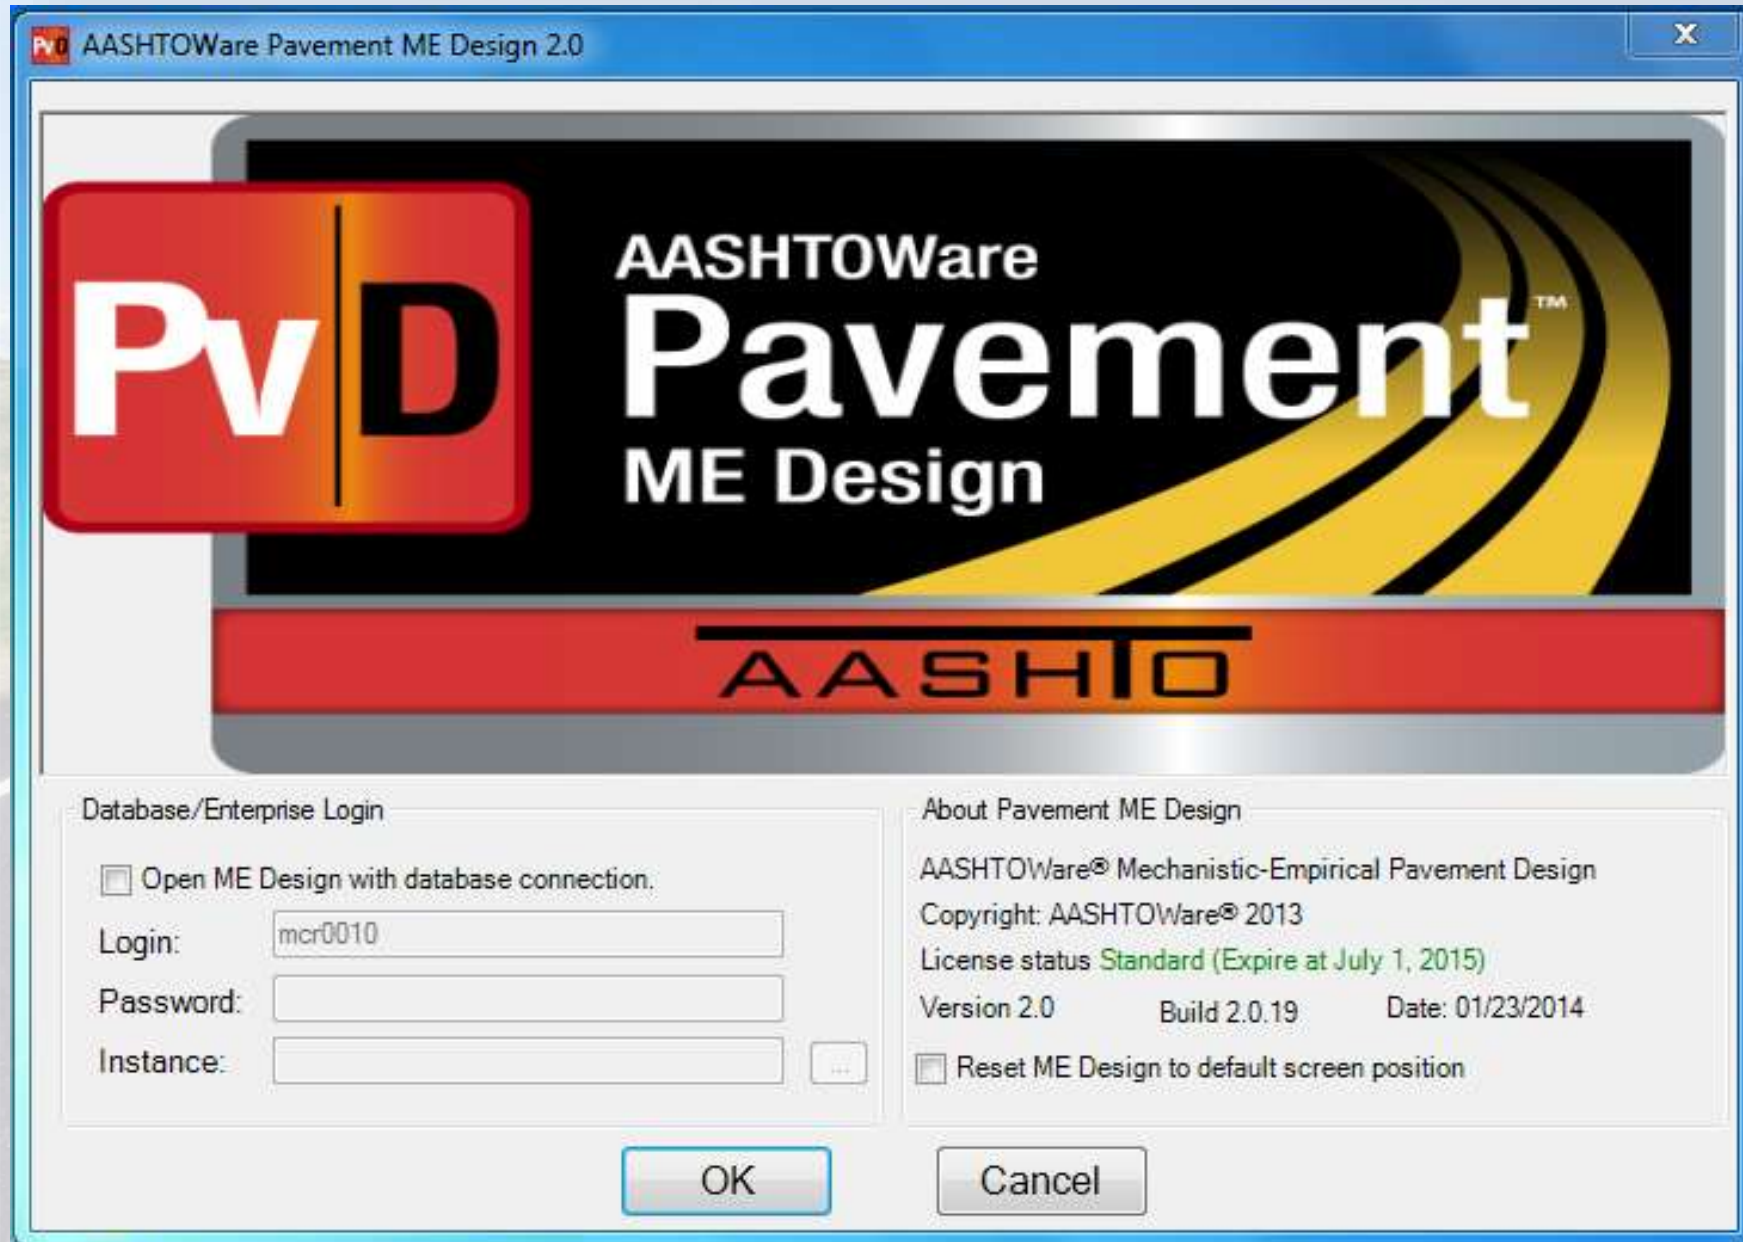 PvD AASHTOWare Pavement ME Design 2.0
x
PvD
AASHTOWare
Pavement™
ME Design
AASHTO
Database/Enterprise Login
Open ME Design with database connection.
Login: mcr0010
Password:
Instance: ...
About Pavement ME Design
AASHTOWare® Mechanistic-Empirical Pavement Design
Copyright: AASHTOWare® 2013
License status Standard (Expire at July 1, 2015)
Version 2.0 Build 2.0.19 Date: 01/23/2014
Reset ME Design to default screen position
OK Cancel